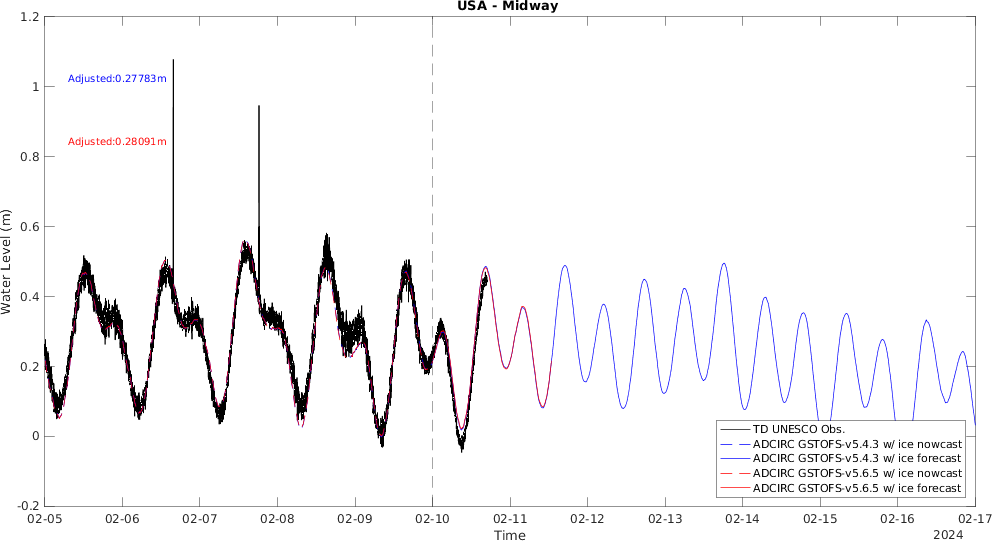 USA - Midway
1.2
1
0.8
0.6
0.4
0.2
0
-0.2
Water Level (m)
Adjusted:0.27783m
Adjusted:0.28091m
TD UNESCO Obs.
ADCIRC GSTOFS-v5.4.3 w/ ice nowcast
ADCIRC GSTOFS-v5.4.3 w/ ice forecast
ADCIRC GSTOFS-v5.6.5 w/ ice nowcast
ADCIRC GSTOFS-v5.6.5 w/ ice forecast
02-05 02-06 02-07 02-08 02-09 02-10 02-11 02-12 02-13 02-14 02-15 02-16 02-17
Time
2024